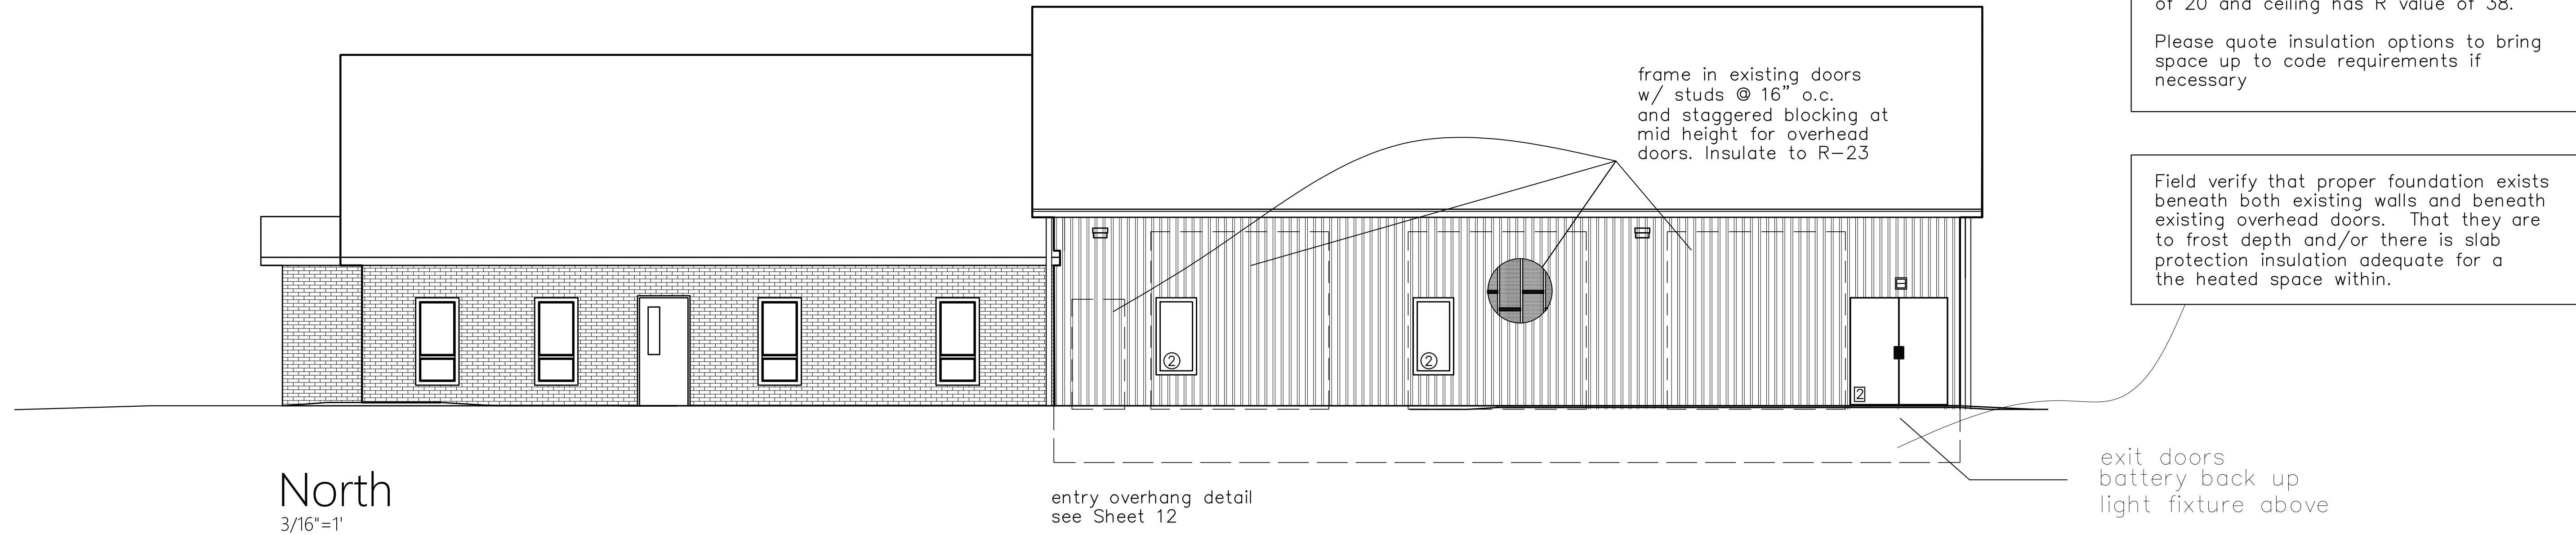 of 20 and ceiling has R value of 38.
Please quote insulation options to bring
space up to code requirements if
necessary
frame in existing doors
w/ studs @ 16" o.c.
and staggered blocking at
mid height for overhead
doors. Insulate to R-23
Field verify that proper foundation exists
beneath both existing walls and beneath
existing overhead doors.  That they are
to frost depth and/or there is slab
protection insulation adequate for a
the heated space within.
2
2
2
North
3/16"=1'
entry overhang detail
see Sheet 12
exit doors
battery back up
light fixture above